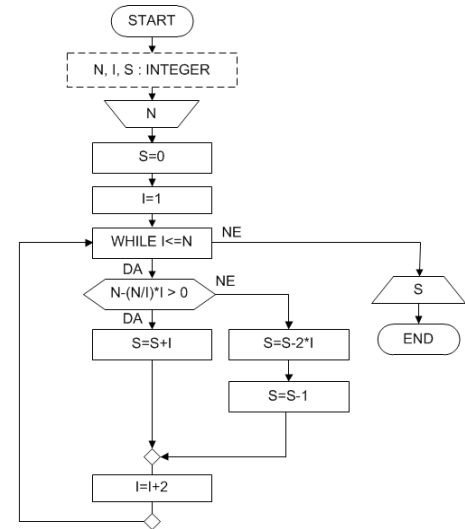 START
N, I, S : INTEGER
N
S=0
I=1
WHILE I<=N
NE
DA
N-(N/I)*I > 0
NE
DA
S
S=S+I
S=S-2*I
END
S=S-1
I=I+2